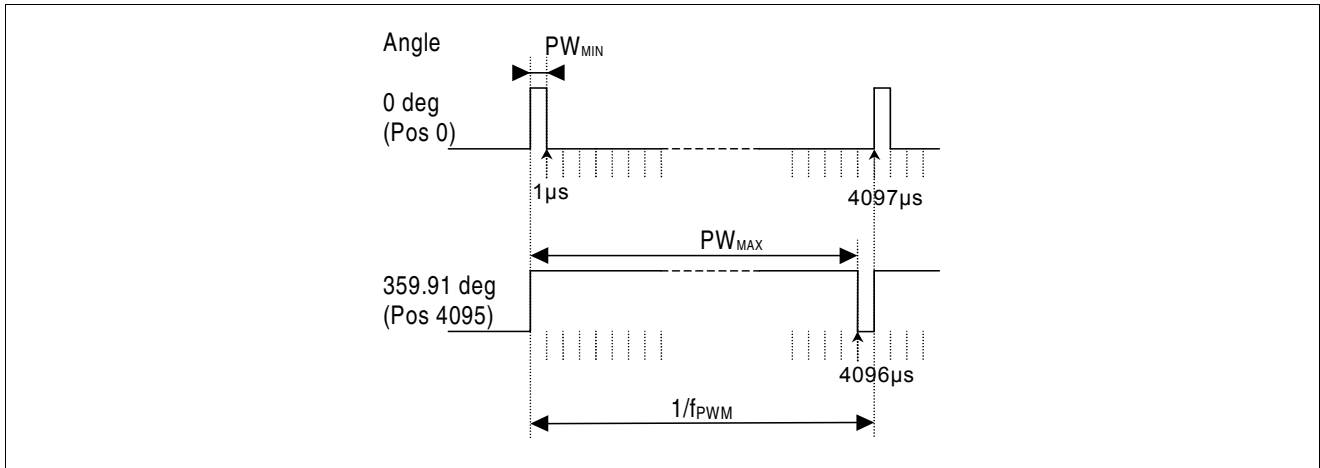 Angle
PWMIN
0 deg
(Pos 0)
1µs
4097µs
PWMAX
359.91 deg
(Pos 4095)
4096µs
1/fPWM